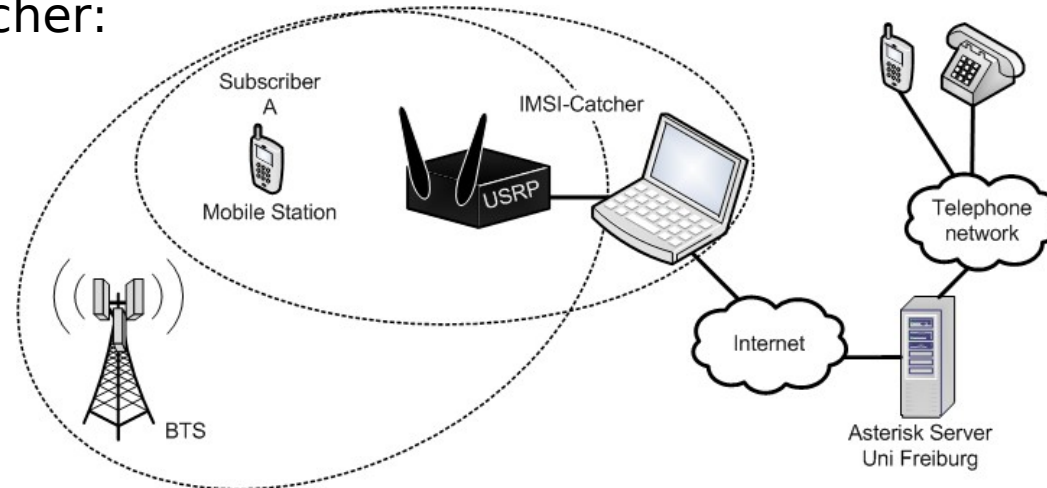 cher:
Subscriber
A
Mobile Station
IMSI-Catcher
USRP
BTS
Internet
Telephone
network
Asterisk Server
Uni Freiburg